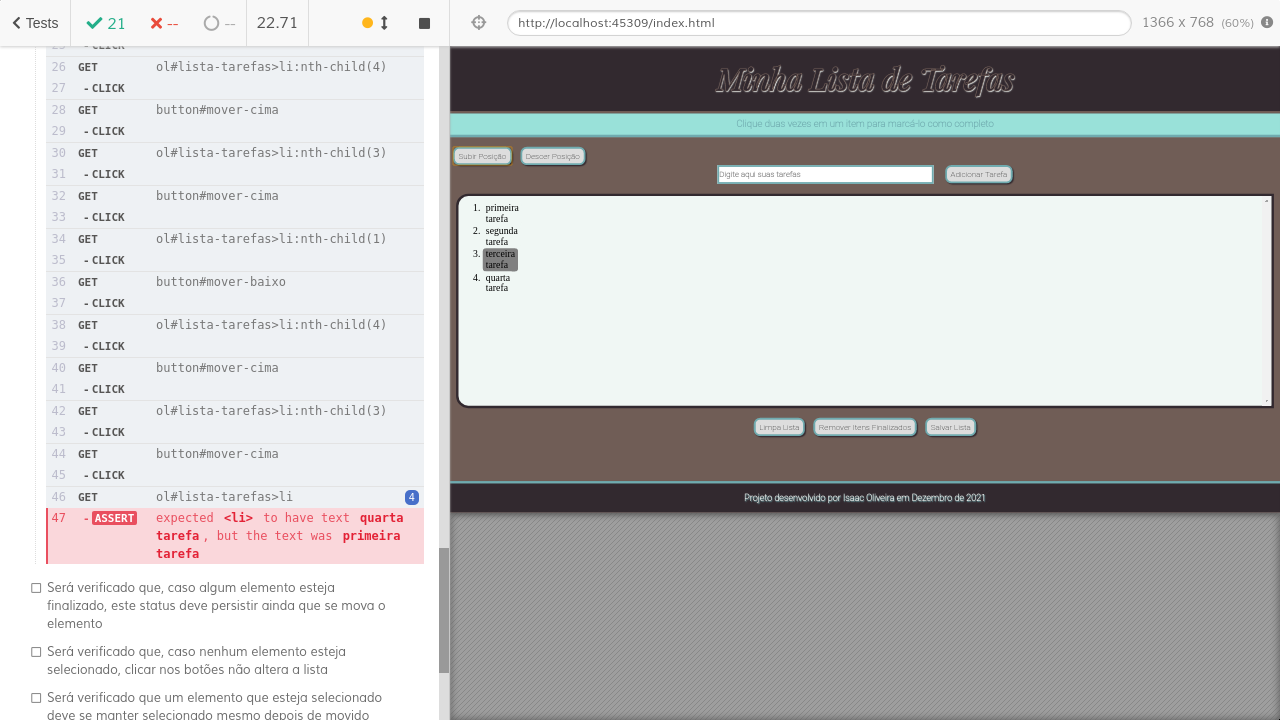 Tests
21
--
--
22.71
http://localhost:45309/index.html
1366 x 768 (60%)
25 - CLICK
26 GET ol#lista-tarefas>li:nth-child(4)
27 - CLICK
28 GET button#mover-cima
29 - CLICK
30 GET ol#lista-tarefas>li:nth-child(3)
31 - CLICK
32 GET button#mover-cima
33 - CLICK
34 GET ol#lista-tarefas>li:nth-child(1)
35 - CLICK
36 GET button#mover-baixo
37 - CLICK
38 GET ol#lista-tarefas>li:nth-child(4)
39 - CLICK
40 GET button#mover-cima
41 - CLICK
42 GET ol#lista-tarefas>li:nth-child(3)
43 - CLICK
44 GET button#mover-cima
45 - CLICK
46 GET ol#lista-tarefas>li 4
47 - ASSERT expected <li> to have text quarta
tarefa, but the text was primeira
tarefa
Será verificado que, caso algum elemento esteja
finalizado, este status deve persistir ainda que se mova o
elemento
Será verificado que, caso nenhum elemento esteja
selecionado, clicar nos botões não altera a lista
Será verificado que um elemento que esteja selecionado
deve se manter selecionado mesmo depois de movido
Minha Lista de Tarefas
Clique duas vezes em um item para marcá-lo como completo
Subir Posição
Descer Posição
Digite aqui suas tarefas
Adicionar Tarefa
1. primeira
tarefa
2. segunda
tarefa
3. terceira
tarefa
4. quarta
tarefa
Limpa Lista
Remover Itens Finalizados
Salvar Lista
Projeto desenvolvido por Isaac Oliveira em Dezembro de 2021